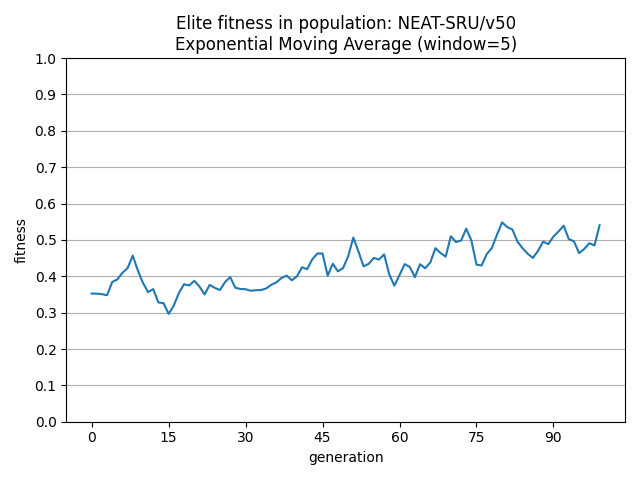 Elite fitness in population: NEAT-SRU/v50
Exponential Moving Average (window=5)
1.0
0.9
0.8
0.7
0.6
0.5
0.4
0.3
0.2
0.1
0.0
fitness
0 15 30 45 60 75 90
generation